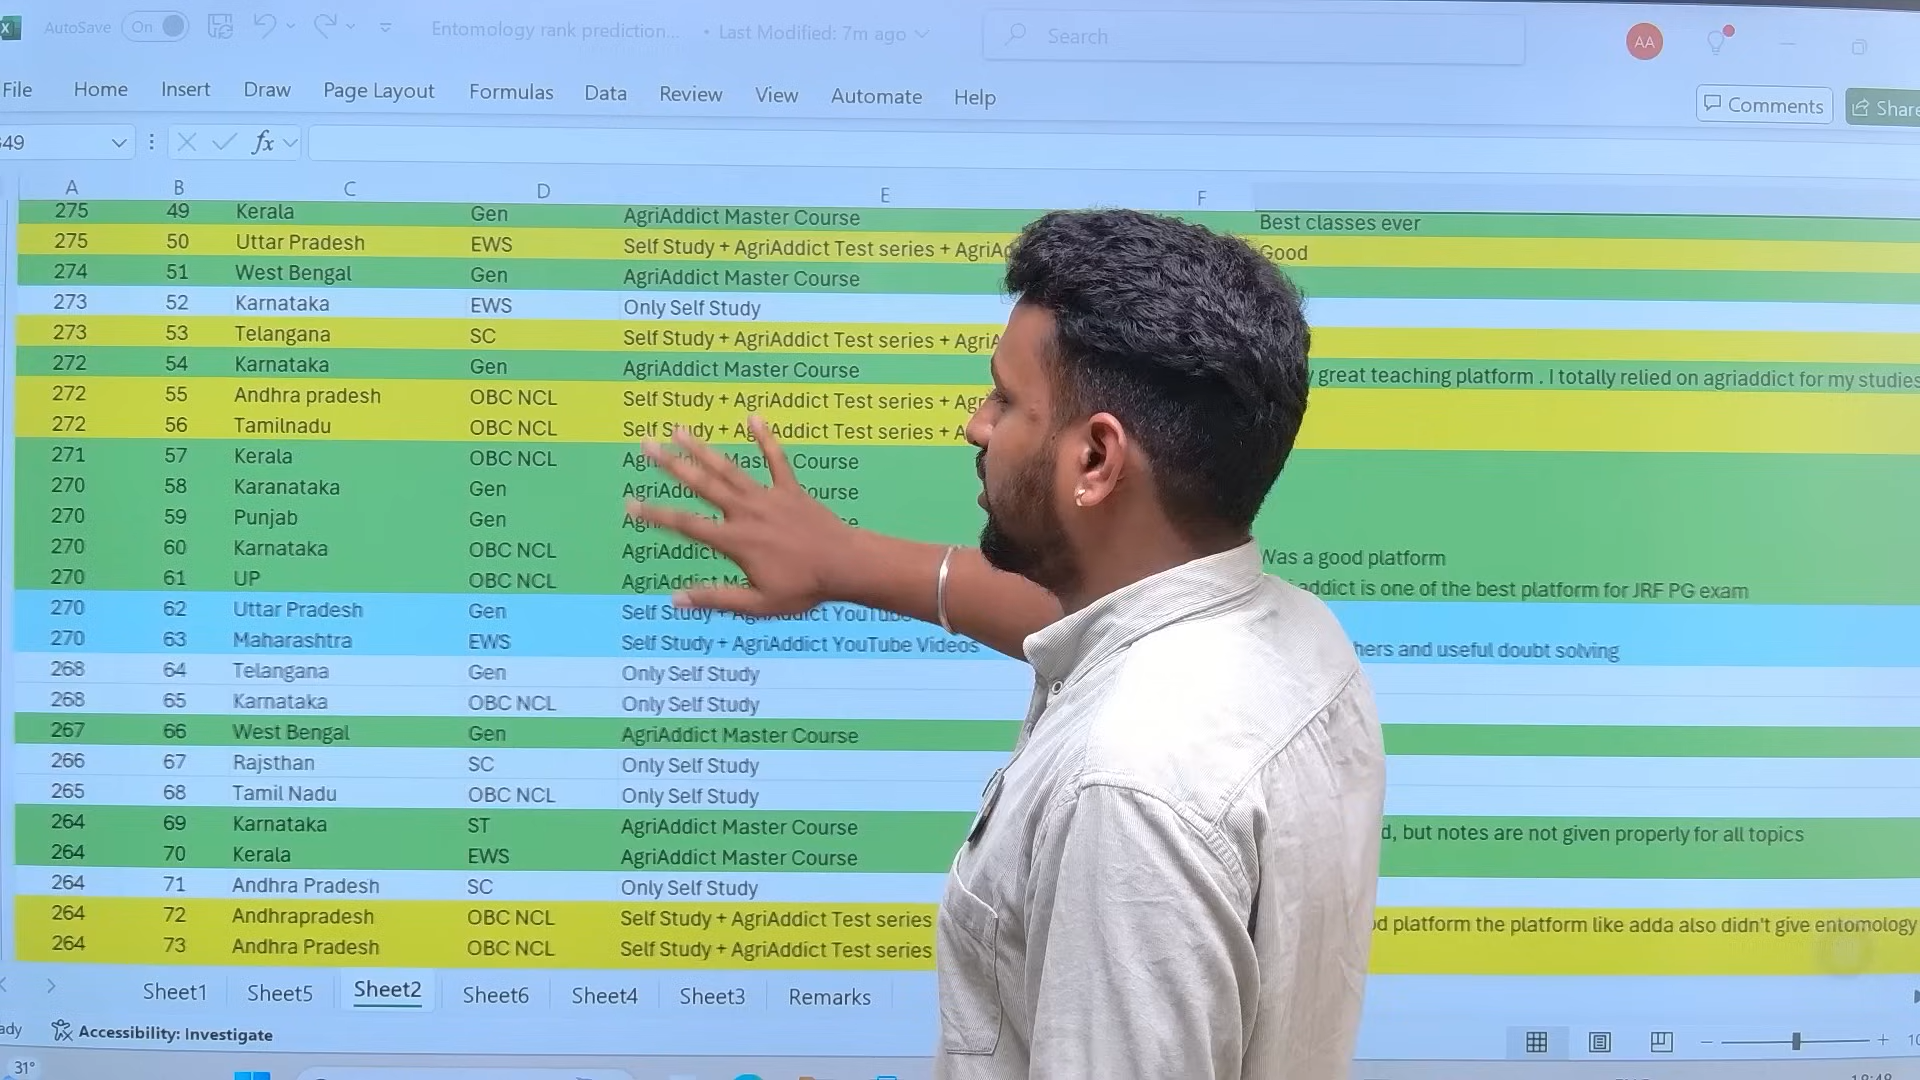 AutoSave On Entomology rank prediction... • Last Modified: 7m ago Search AA
File Home Insert Draw Page Layout Formulas Data Review View Automate Help Comments Share
49 fx
A B C D E F
275 49 Kerala Gen AgriAddict Master Course Best classes ever
275 50 Uttar Pradesh EWS Self Study + AgriAddict Test series + Good
274 51 West Bengal Gen AgriAddict Master Course
273 52 Karnataka EWS Only Self Study
273 53 Telangana SC Self Study + AgriAddict Test series +
272 54 Karnataka Gen AgriAddict Master Course great teaching platform . I totally relied on agriaddict for my studies
272 55 Andhra pradesh OBC NCL Self Study + AgriAddict Test series +
272 56 Tamilnadu OBC NCL Self Study + AgriAddict Test series +
271 57 Kerala OBC NCL Course
270 58 Karanataka Gen
270 59 Punjab Gen
270 60 Karnataka OBC NCL AgriAddict Was a good platform
270 61 UP OBC NCL AgriAddict addict is one of the best platform for JRF PG exam
270 62 Uttar Pradesh Gen Self Study + AgriAddict YouTube
270 63 Maharashtra EWS Self Study + AgriAddict YouTube Videos and useful doubt solving
268 64 Telangana Gen Only Self Study
268 65 Karnataka OBC NCL Only Self Study
267 66 West Bengal Gen AgriAddict Master Course
266 67 Rajsthan SC Only Self Study
265 68 Tamil Nadu OBC NCL Only Self Study
264 69 Karnataka ST AgriAddict Master Course but notes are not given properly for all topics
264 70 Kerala EWS AgriAddict Master Course
264 71 Andhra Pradesh SC Only Self Study
264 72 Andhrapradesh OBC NCL Self Study + AgriAddict Test series platform the platform like adda also didn't give entomology
264 73 Andhra Pradesh OBC NCL Self Study + AgriAddict Test series
Sheet1 Sheet5 Sheet2 Sheet6 Sheet4 Sheet3 Remarks
Accessibility: Investigate
31°